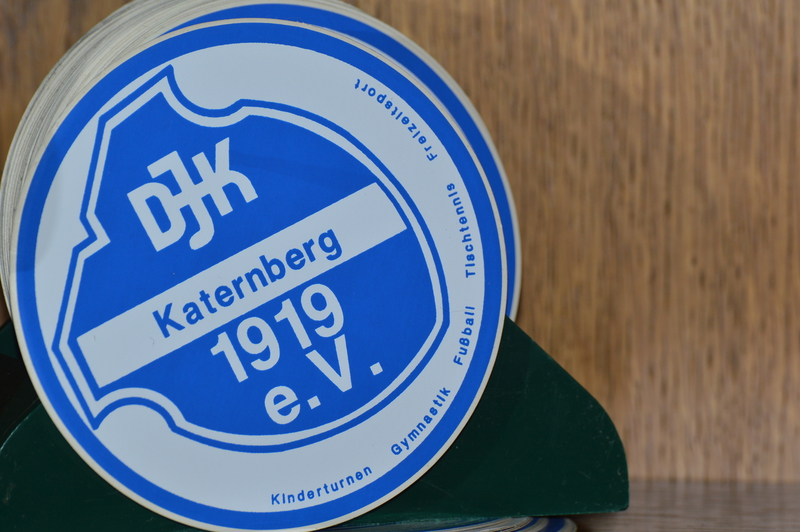 DJK
Katernberg
1919
e.V.
Kinderturnen Gymnastik Fußball Tischtennis Freizeitsport